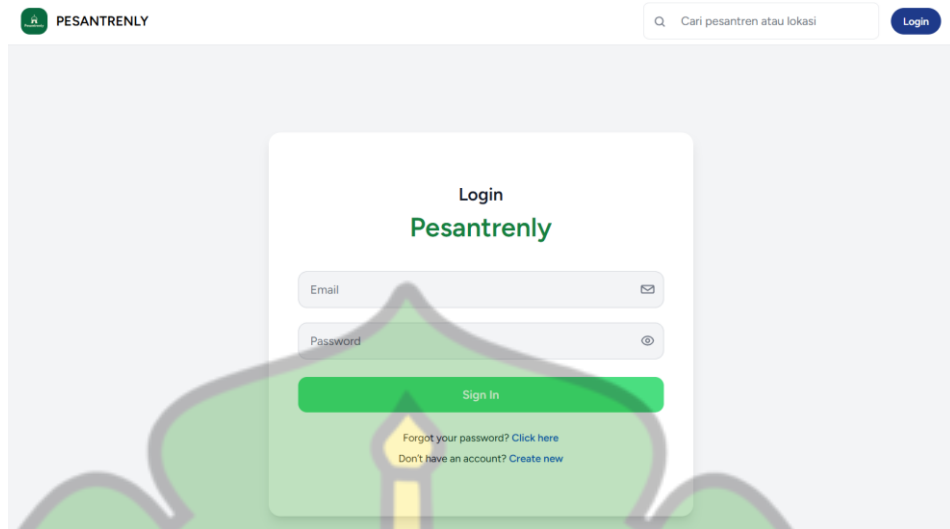 PESANTRENLY
Cari pesantren atau lokasi
Login
Login
Pesantrenly
Email
Password
Sign In
Forgot your password? Click here
Don't have an account? Create new